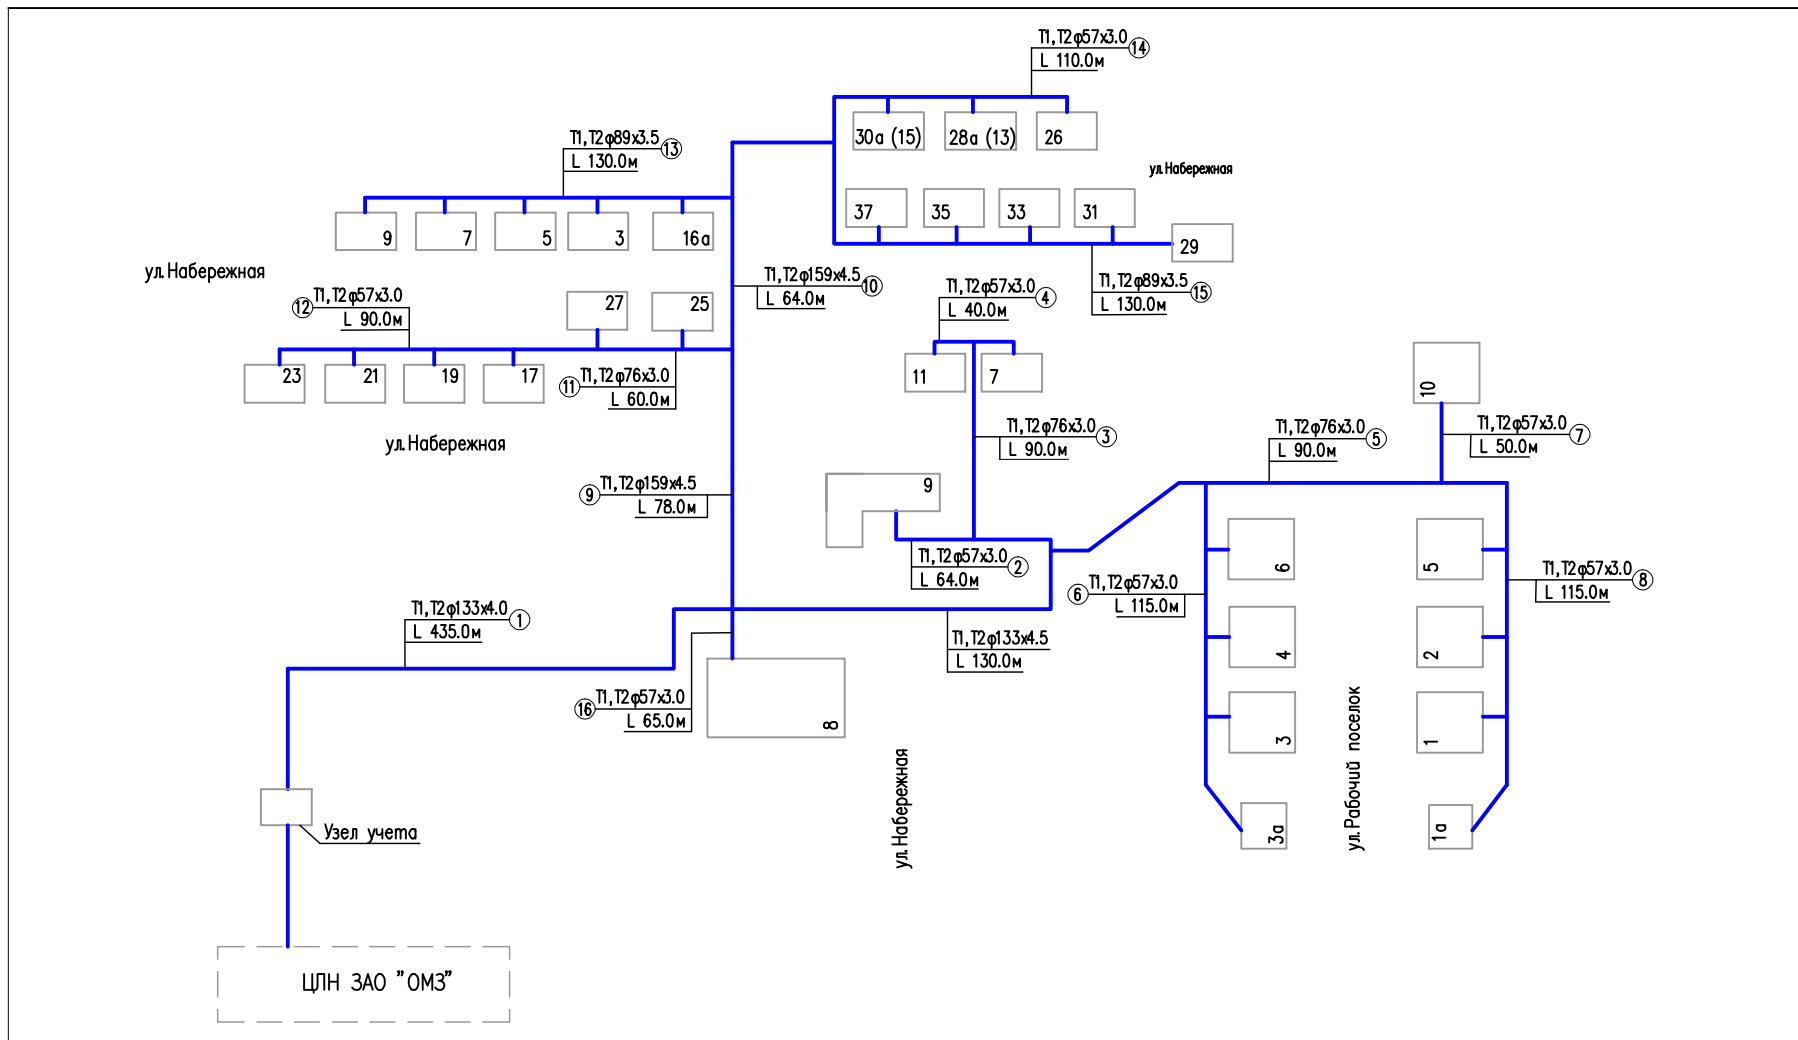 Т1,Т2φ57х3.0
14
L 110.0м
30а (15)
28а (13)
26
Т1,Т2φ89х3.5
13
L 130.0м
ул.Набережная
37
35
33
31
29
9
7
5
3
16а
ул.Набережная
Т1,Т2φ159х4.5
10
L 64.0м
Т1,Т2φ89х3.5
15
L 130.0м
12
Т1,Т2φ57х3.0
L 90.0м
27
25
Т1,Т2φ57х3.0
4
L 40.0м
23
21
19
17
11
Т1,Т2φ76х3.0
L 60.0м
11
7
10
ул.Набережная
Т1,Т2φ76х3.0
3
L 90.0м
Т1,Т2φ76х3.0
5
L 90.0м
Т1,Т2φ57х3.0
7
L 50.0м
9
Т1,Т2φ159х4.5
L 78.0м
9
Т1,Т2φ57х3.0
2
L 64.0м
6
5
6
Т1,Т2φ57х3.0
L 115.0м
Т1,Т2φ57х3.0
8
L 115.0м
Т1,Т2φ133х4.0
1
L 435.0м
Т1,Т2φ133х4.5
L 130.0м
4
2
16
Т1,Т2φ57х3.0
L 65.0м
8
3
1
ул.Набережная
ул.Рабочий поселок
3а
1а
Узел учета
ЦЛН ЗАО "ОМЗ"